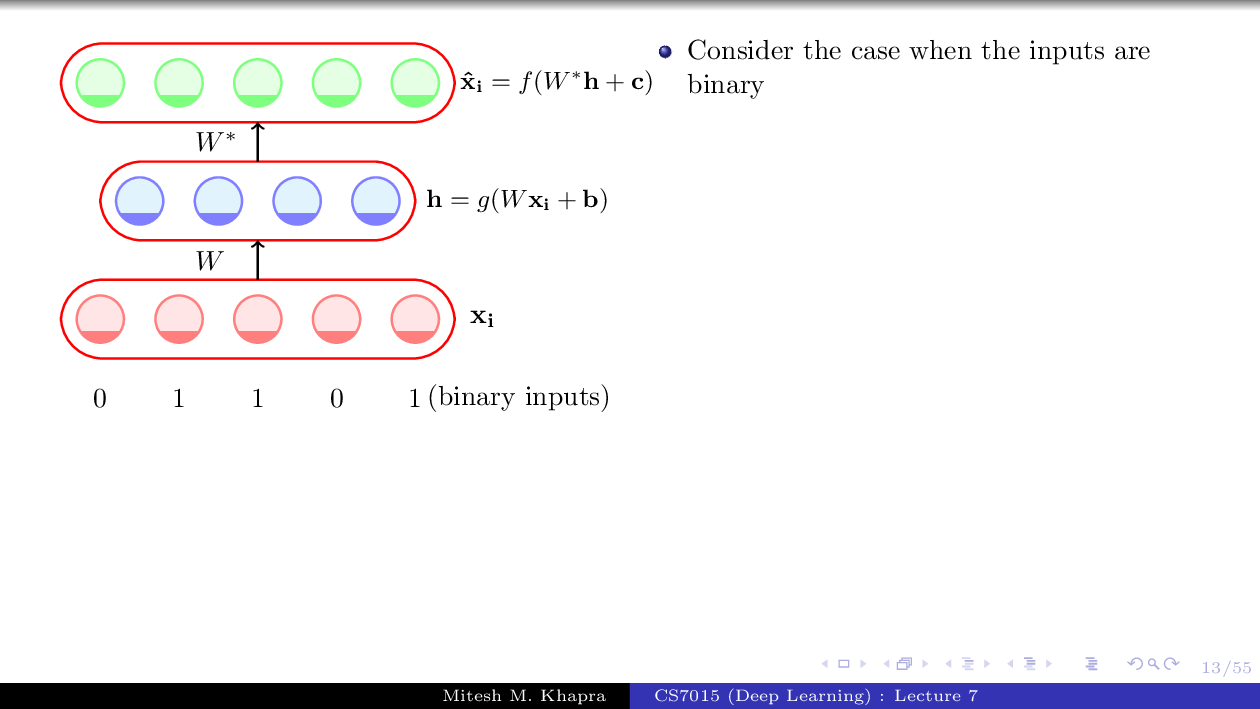 x̂ᵢ = f(W*h + c)
W*
h = g(Wxᵢ + b)
W
xᵢ
0 1 1 0 1 (binary inputs)
Consider the case when the inputs are
binary
13/55
Mitesh M. Khapra
CS7015 (Deep Learning) : Lecture 7